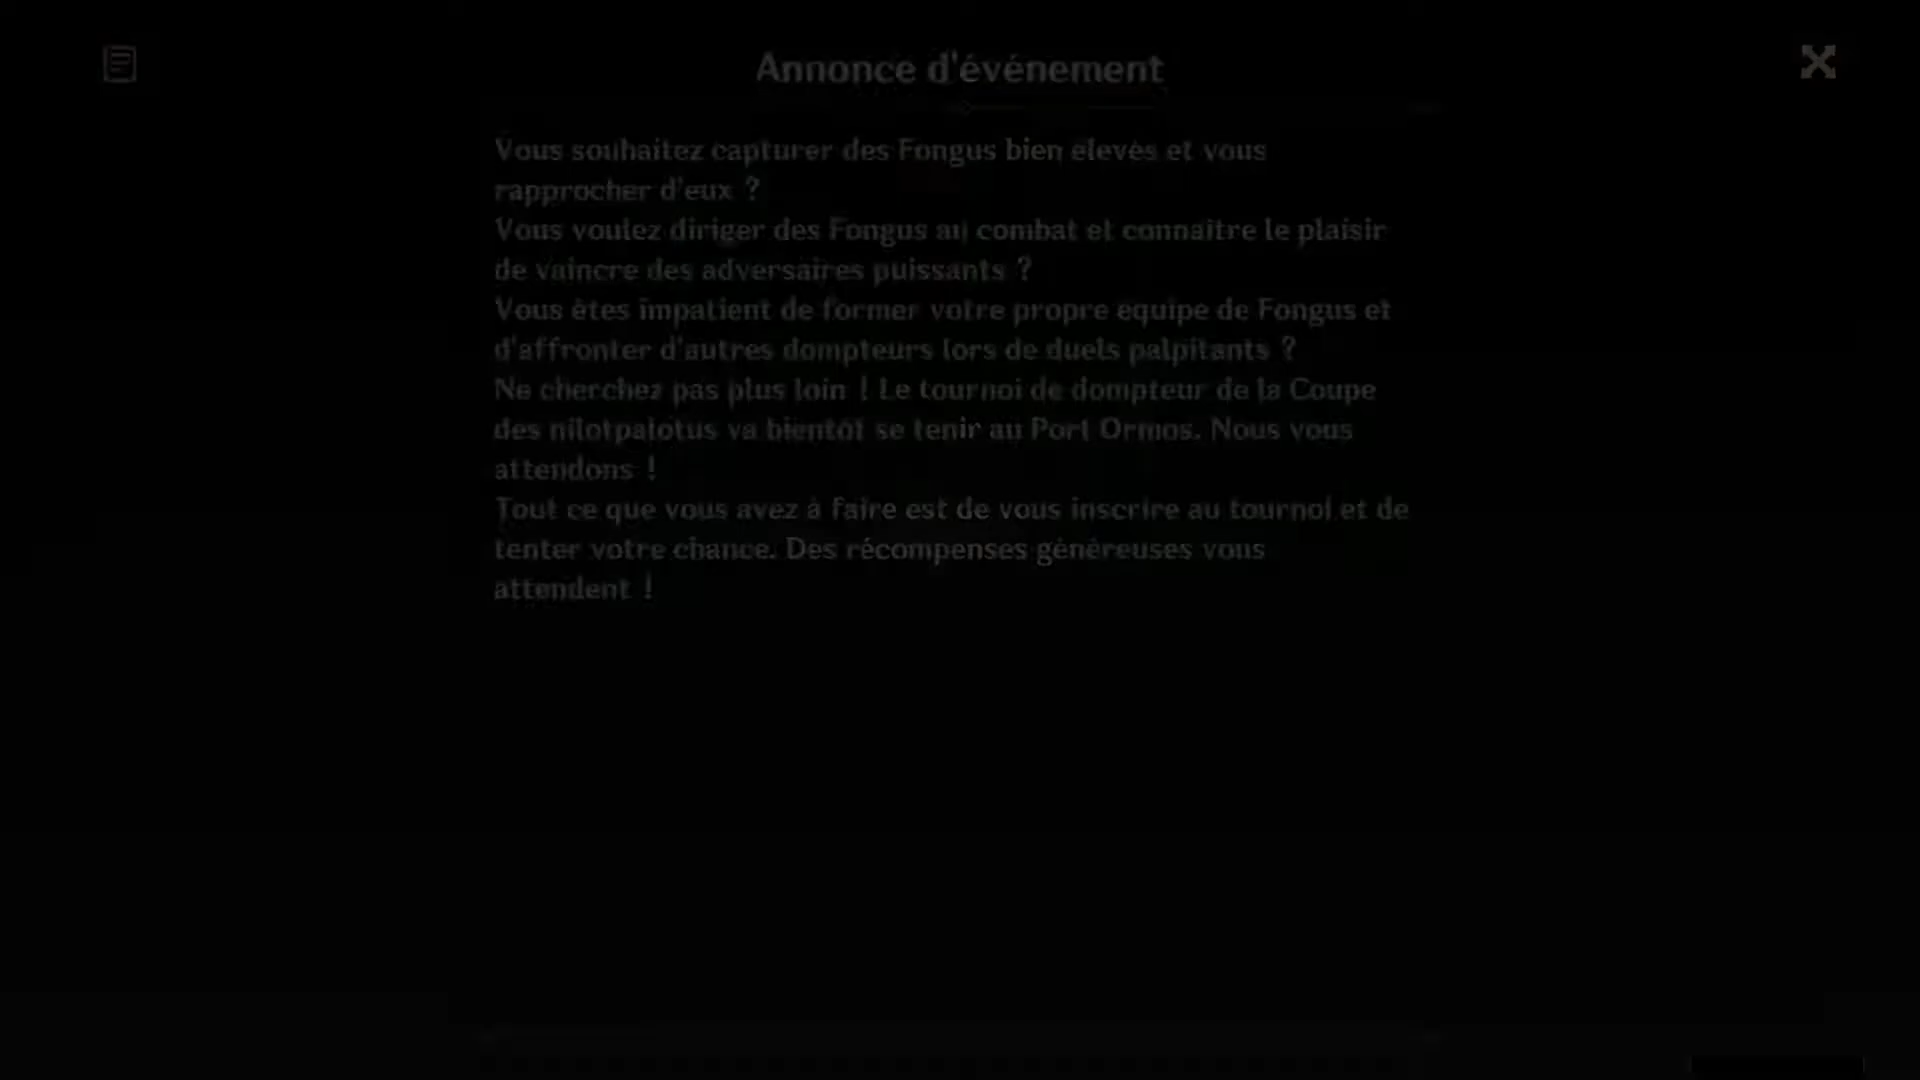 Annonce d'événement
Vous souhaitez capturer des Fongus bien élevés et vous
rapprocher d'eux ?
Vous voulez diriger des Fongus au combat et connaître le plaisir
de vaincre des adversaires puissants ?
Vous êtes impatient de former votre propre équipe de Fongus et
d'affronter d'autres dompteurs lors de duels palpitants ?
Ne cherchez pas plus loin ! Le tournoi de dompteur de la Coupe
des nilotpalotus va bientôt se tenir au Port Ormos. Nous vous
attendons !
Tout ce que vous avez à faire est de vous inscrire au tournoi et de
tenter votre chance. Des récompenses généreuses vous
attendent !